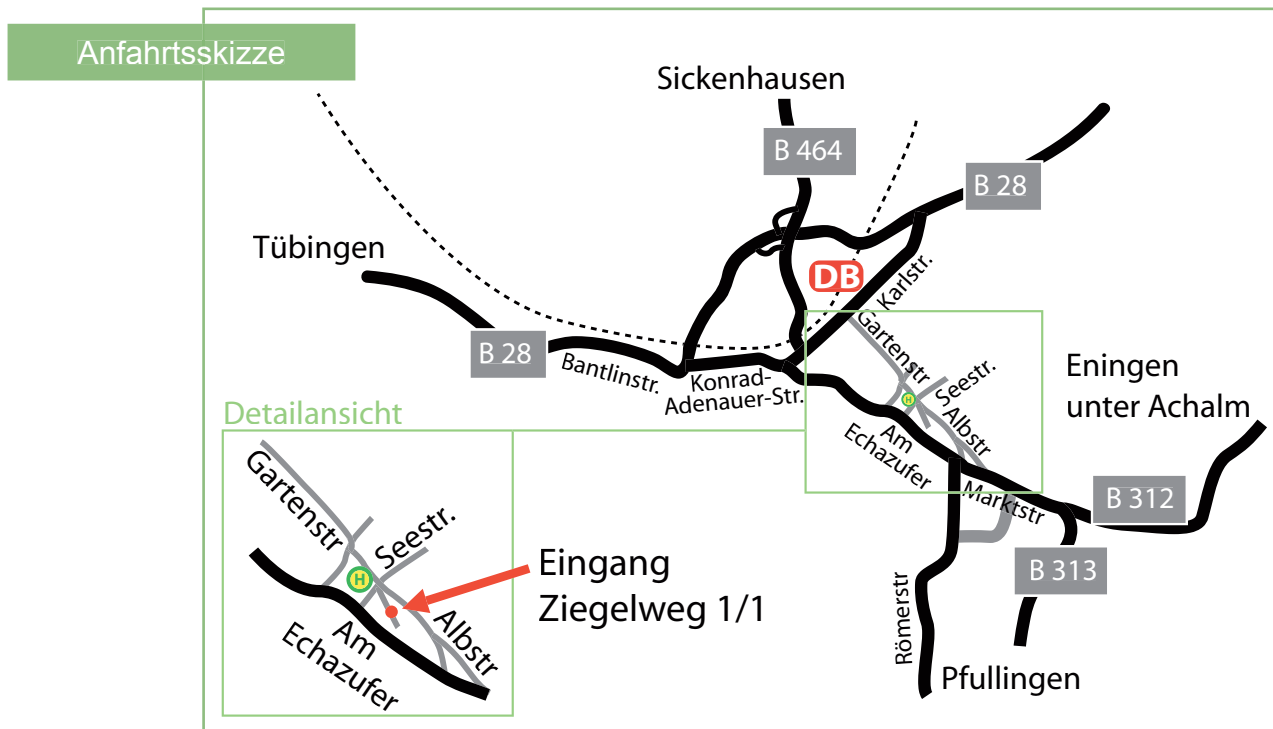 Anfahrtsskizze
Sickenhausen
B 464
B 28
Tübingen
DB
Karlstr.
B 28
Bantlinstr.
Konrad-
Adenauer-Str.
Gartenstr
Seestr.
S
H
Albstr
Am
Echazufer
Marktstr
Eningen
unter Achalm
B 312
B 313
Römerstr
Pfullingen
Detailansicht
Gartenstr
Seestr.
H
Albstr
Am
Echazufer
Eingang
Ziegelweg 1/1